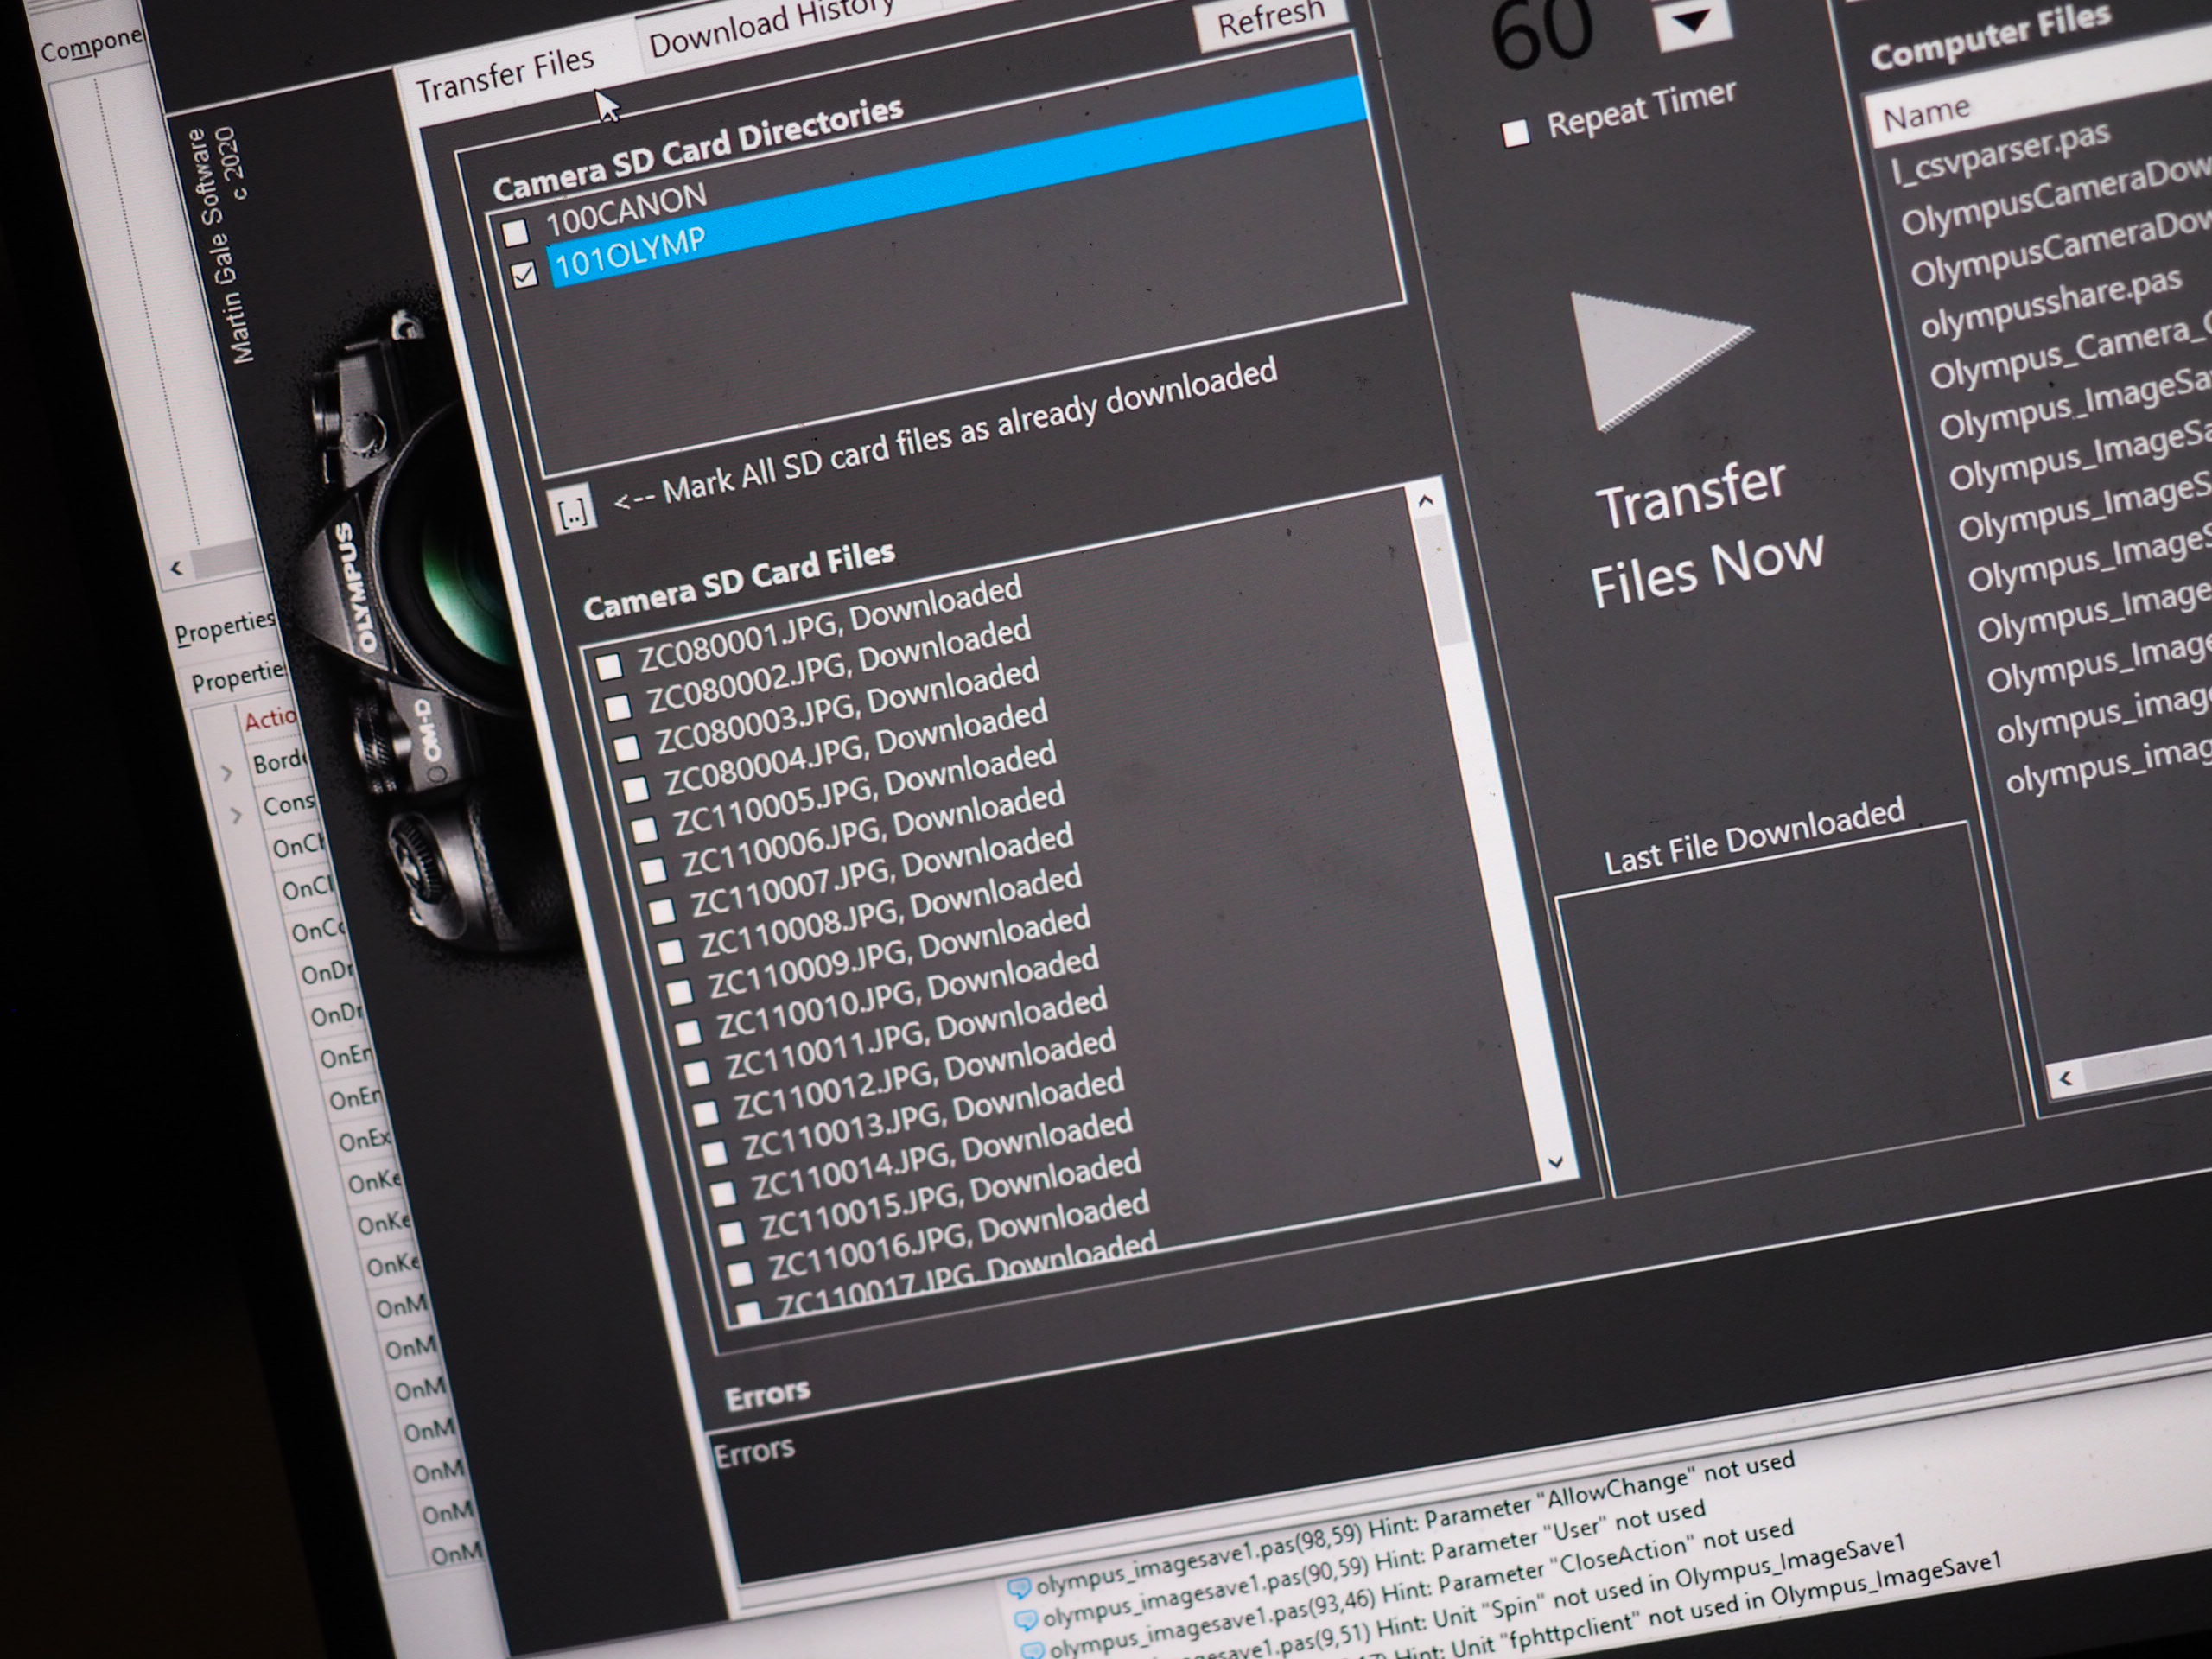 Compone
Martin Gale Software
c 2020
OLYMPUS
OM-D
Properties
Propertie
Actio
Borde
Cons
OnCh
OnCl
OnCo
OnDr
OnDr
OnEn
OnEn
OnEx
OnKe
OnKe
OnKe
OnM
OnM
OnM
OnM
OnM
OnM
OnM
Transfer Files
Download History
Refresh
Camera SD Card Directories
100CANON
101OLYMP
[..] <-- Mark All SD card files as already downloaded
Camera SD Card Files
ZC080001.JPG, Downloaded
ZC080002.JPG, Downloaded
ZC080003.JPG, Downloaded
ZC080004.JPG, Downloaded
ZC110005.JPG, Downloaded
ZC110006.JPG, Downloaded
ZC110007.JPG, Downloaded
ZC110008.JPG, Downloaded
ZC110009.JPG, Downloaded
ZC110010.JPG, Downloaded
ZC110011.JPG, Downloaded
ZC110012.JPG, Downloaded
ZC110013.JPG, Downloaded
ZC110014.JPG, Downloaded
ZC110015.JPG, Downloaded
ZC110016.JPG, Downloaded
ZC110017.JPG, Downloaded
60
Repeat Timer
Transfer
Files Now
Last File Downloaded
Computer Files
Name
l_csvparser.pas
OlympusCameraDow
OlympusCameraDow
olympusshare.pas
Olympus_Camera_
Olympus_ImageSa
Olympus_ImageSa
Olympus_ImageS
Olympus_ImageS
Olympus_Image
Olympus_Image
olympus_imag
olympus_imag
Errors
Errors
olympus_imagesave1.pas(98,59) Hint: Parameter "AllowChange" not used
olympus_imagesave1.pas(90,59) Hint: Parameter "User" not used
olympus_imagesave1.pas(93,46) Hint: Parameter "CloseAction" not used
gesave1.pas(9,51) Hint: Unit "Spin" not used in Olympus_ImageSave1
Hint: Unit "fphttpclient" not used in Olympus_ImageSave1